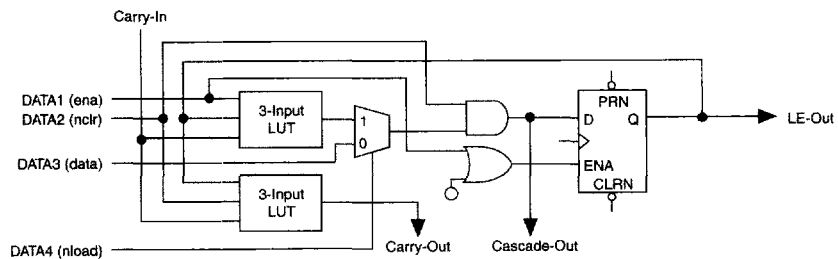 Carry-In
DATA1 (ena)
DATA2 (nclr)
DATA3 (data)
DATA4 (nload)
3-Input
LUT
3-Input
LUT
1
0
Carry-Out
Cascade-Out
PRN
D
Q
ENA
CLRN
LE-Out